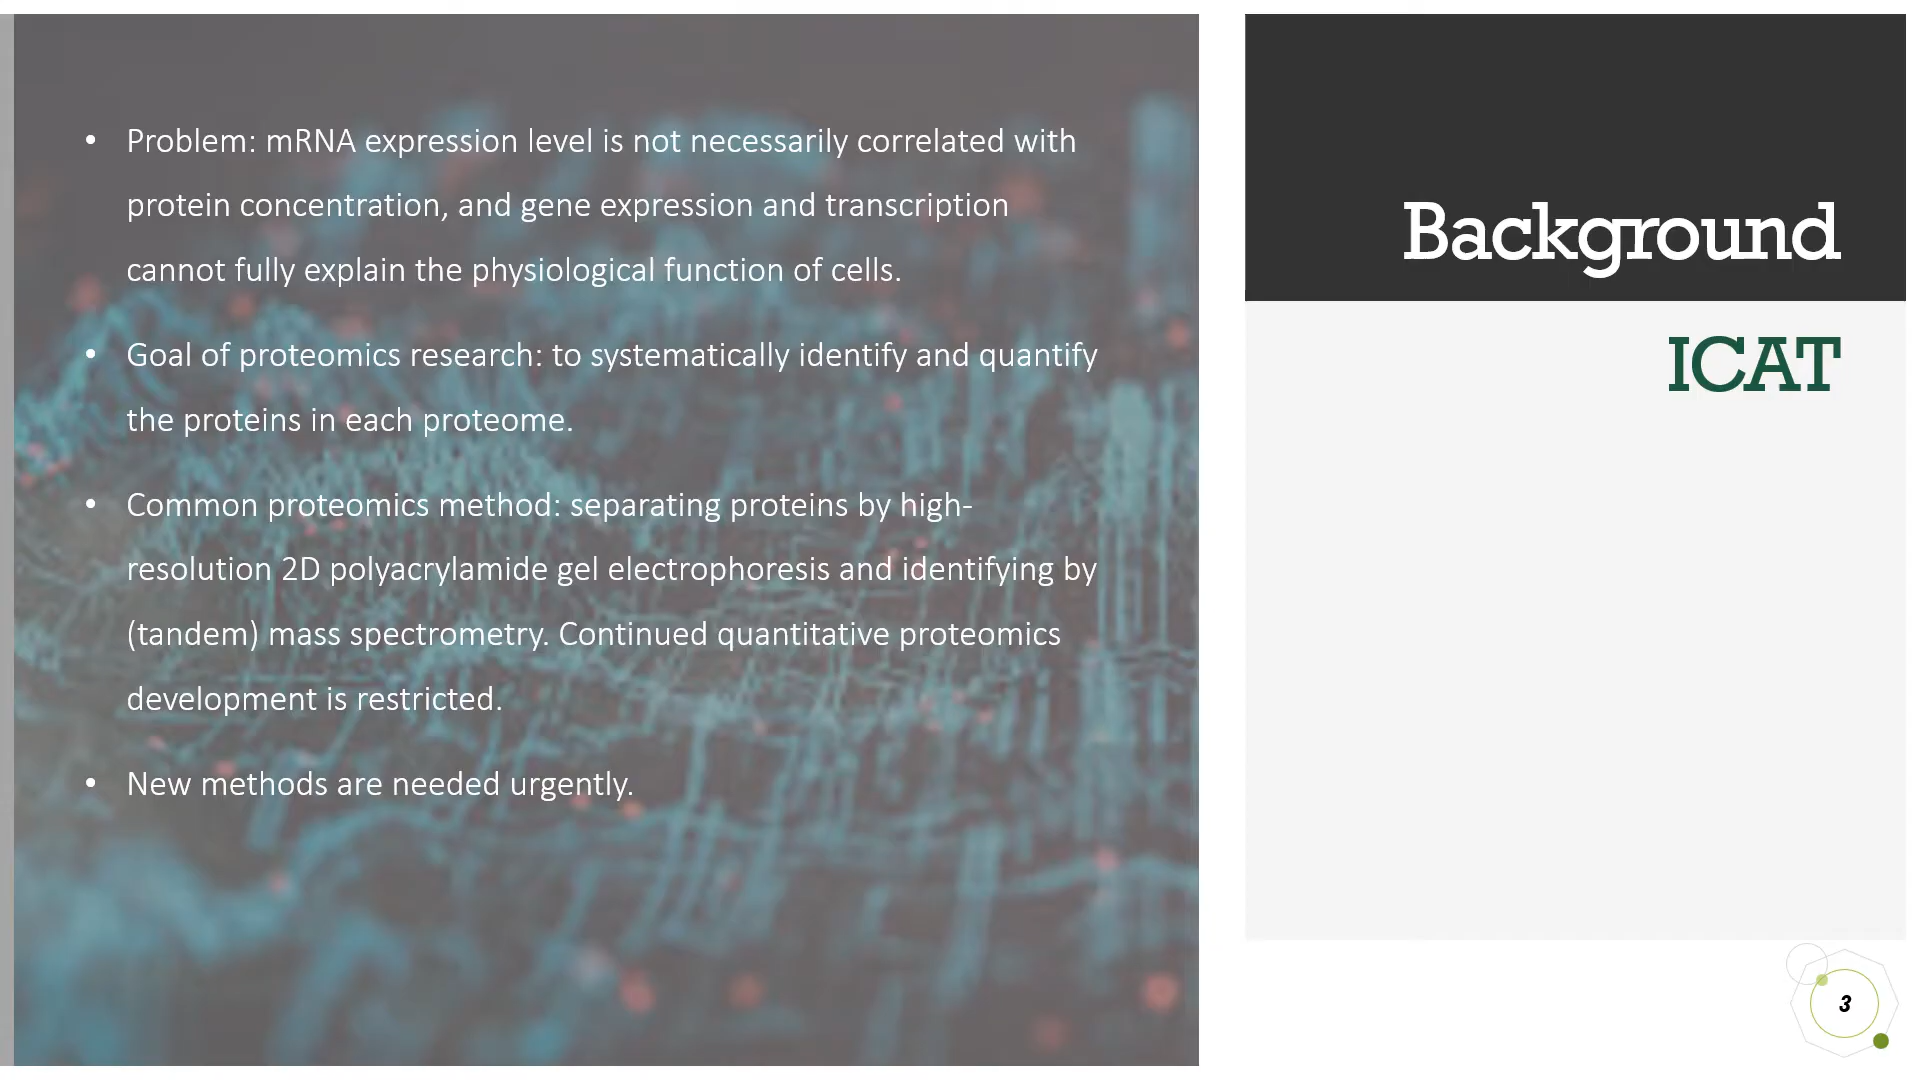 • Problem: mRNA expression level is not necessarily correlated with
protein concentration, and gene expression and transcription
cannot fully explain the physiological function of cells.
• Goal of proteomics research: to systematically identify and quantify
the proteins in each proteome.
• Common proteomics method: separating proteins by high-
resolution 2D polyacrylamide gel electrophoresis and identifying by
(tandem) mass spectrometry. Continued quantitative proteomics
development is restricted.
• New methods are needed urgently.
Background
ICAT
3